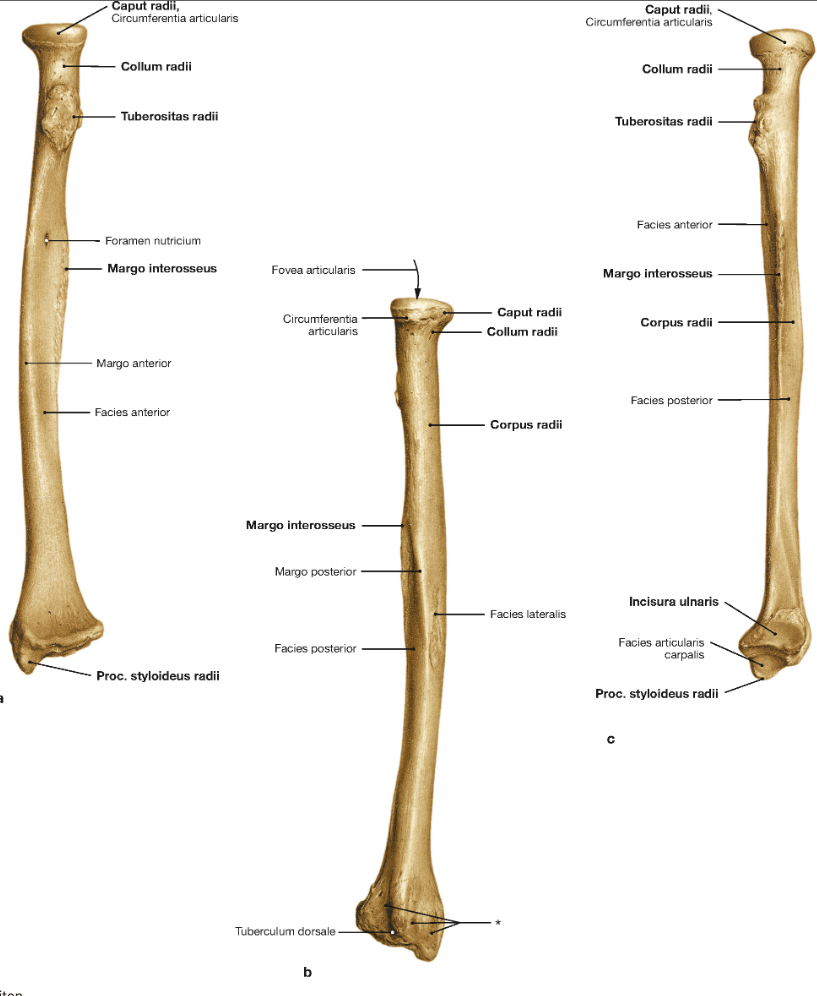 Caput radii,
Circumferentia articularis
Collum radii
Tuberositas radii
Foramen nutricium
Margo interosseus
Margo anterior
Facies anterior
Proc. styloideus radii
a
Fovea articularis
Circumferentia
articularis
Caput radii
Collum radii
Corpus radii
Margo interosseus
Margo posterior
Facies lateralis
Facies posterior
Tuberculum dorsale
*
b
Caput radii,
Circumferentia articularis
Collum radii
Tuberositas radii
Facies anterior
Margo interosseus
Corpus radii
Facies posterior
Incisura ulnaris
Facies articularis
carpalis
Proc. styloideus radii
c